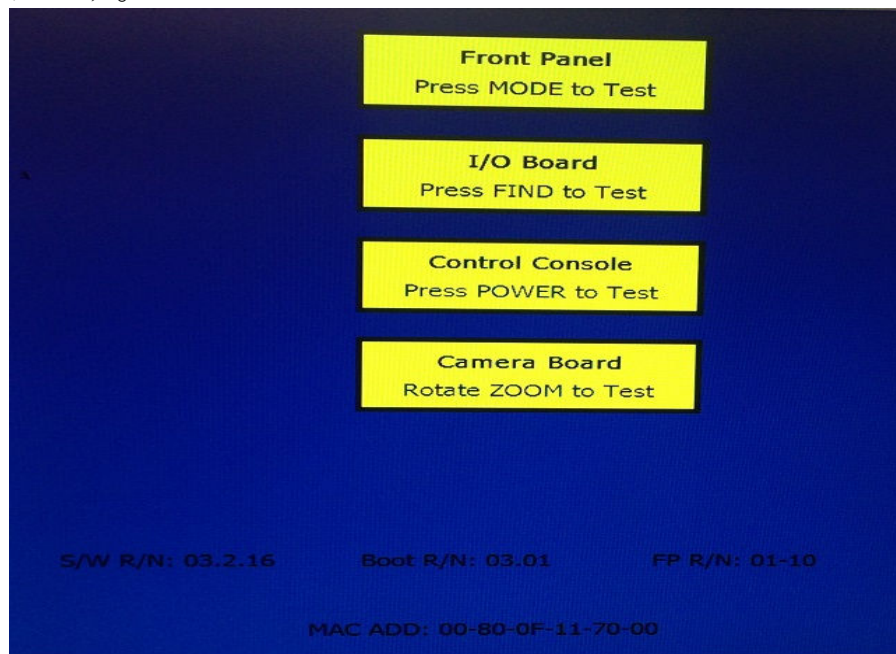 Front Panel
Press MODE to Test
I/O Board
Press FIND to Test
Control Console
Press POWER to Test
Camera Board
Rotate ZOOM to Test
S/W R/N: 03.2.16 Boot R/N: 03.01 FP R/N: 01-10
MAC ADD: 00-80-0F-11-70-00